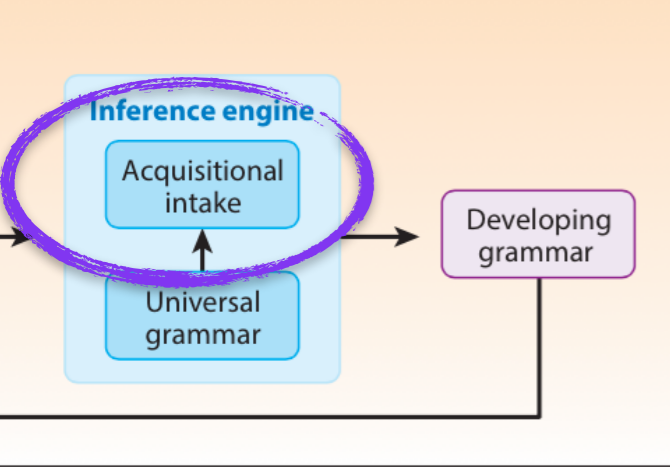 Inference engine
Acquisitional
intake
Universal
grammar
Developing
grammar